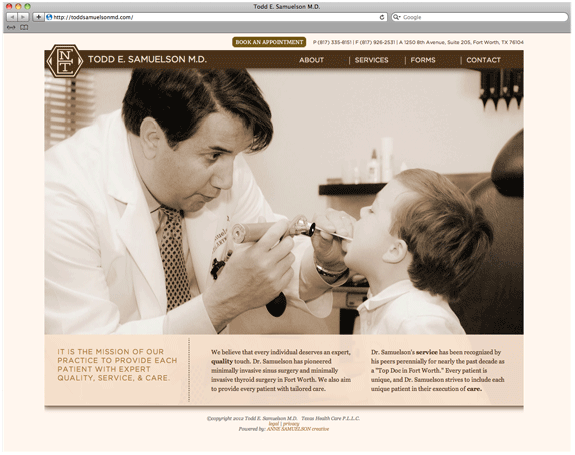 Todd E. Samuelson M.D.
http://toddsamuelsonmd.com/
Google
BOOK AN APPOINTMENT P (817) 335-8151 | F (817) 926-2531 | A 1250 8th Avenue, Suite 205, Fort Worth, TX 76104
N
T
TODD E. SAMUELSON M.D.
ABOUT | SERVICES | FORMS | CONTACT
IT IS THE MISSION OF OUR
PRACTICE TO PROVIDE EACH
PATIENT WITH EXPERT
QUALITY, SERVICE, & CARE.
We believe that every individual deserves an expert,
quality touch. Dr. Samuelson has pioneered
minimally invasive sinus surgery and minimally
invasive thyroid surgery in Fort Worth. We also aim
to provide every patient with tailored care.
Dr. Samuelson's service has been recognized by
his peers perennially for nearly the past decade as
a "Top Doc in Fort Worth." Every patient is
unique, and Dr. Samuelson strives to include each
unique patient in their execution of care.
©Copyright 2012 Todd E. Samuelson M.D. Texas Health Care P.L.L.C.
legal | privacy
Powered by: ANNE SAMUELSON creative